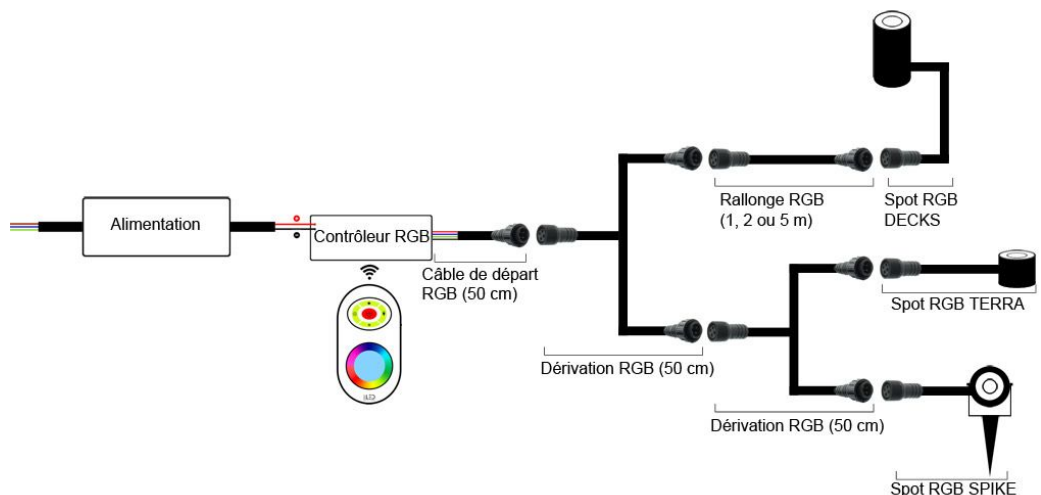 Alimentation
Contrôleur RGB
Câble de départ
RGB (50 cm)
Dérivation RGB (50 cm)
Rallonge RGB
(1, 2 ou 5 m)
Spot RGB
DECKS
Spot RGB TERRA
Dérivation RGB (50 cm)
Spot RGB SPIKE